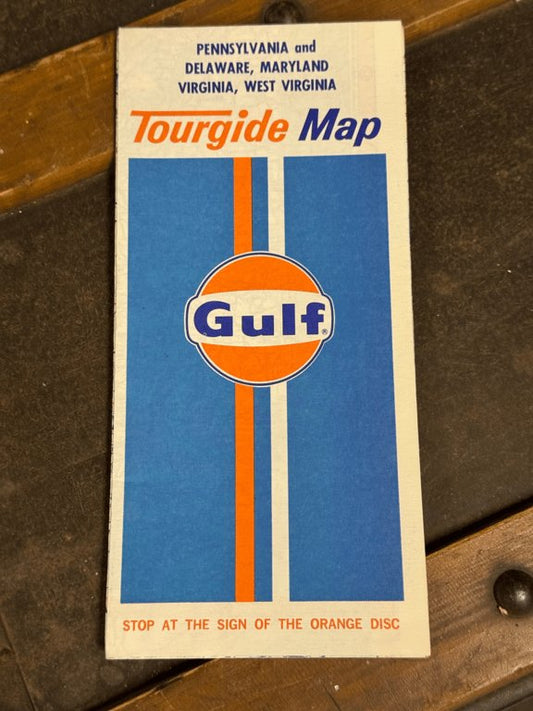 PENNSYLVANIA and
DELAWARE, MARYLAND
VIRGINIA, WEST VIRGINIA
Tourgide Map
Gulf®
STOP AT THE SIGN OF THE ORANGE DISC